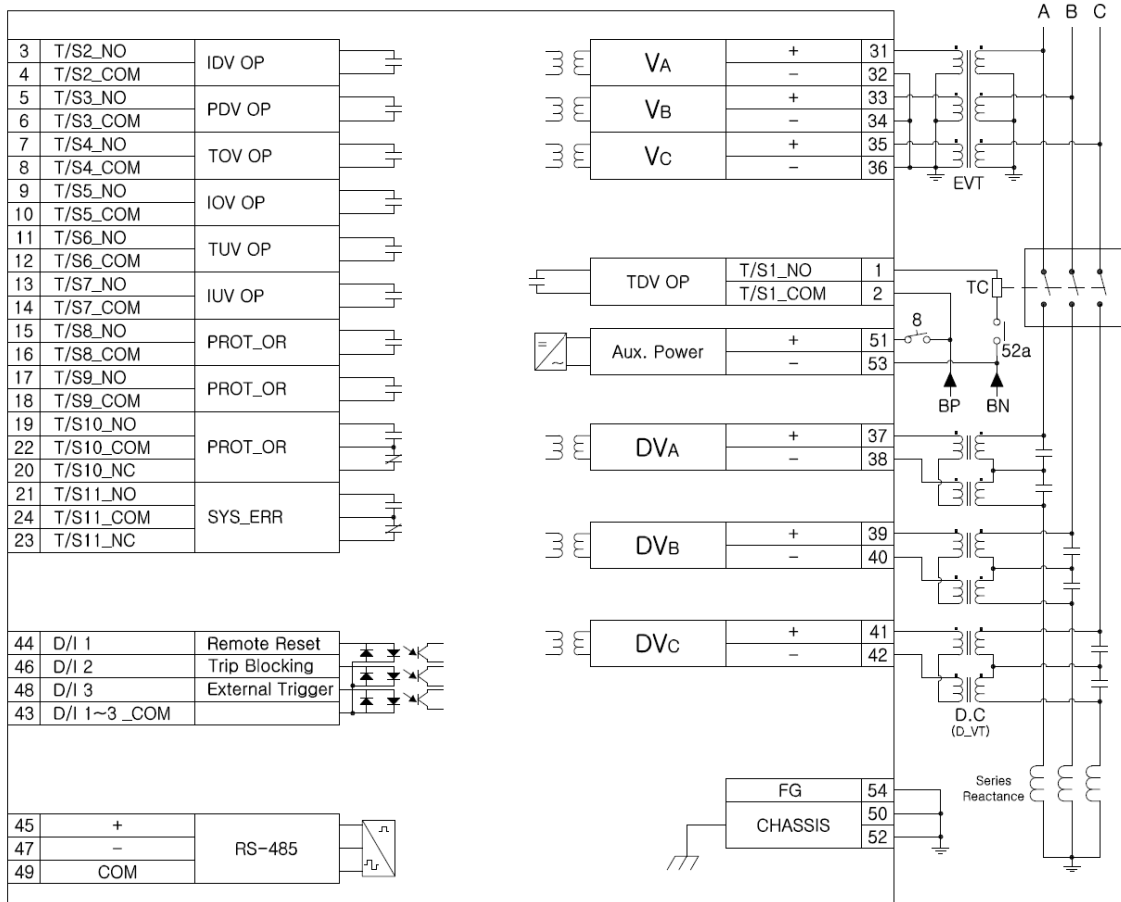 A B C
3 T/S2_NO IDV OP
4 T/S2_COM
5 T/S3_NO PDV OP
6 T/S3_COM
7 T/S4_NO TOV OP
8 T/S4_COM
9 T/S5_NO IOV OP
10 T/S5_COM
11 T/S6_NO TUV OP
12 T/S6_COM
13 T/S7_NO IUV OP
14 T/S7_COM
15 T/S8_NO PROT_OR
16 T/S8_COM
17 T/S9_NO PROT_OR
18 T/S9_COM
19 T/S10_NO
22 T/S10_COM PROT_OR
20 T/S10_NC
21 T/S11_NO
24 T/S11_COM SYS_ERR
23 T/S11_NC
44 D/I 1 Remote Reset
46 D/I 2 Trip Blocking
48 D/I 3 External Trigger
43 D/I 1~3 _COM
45 +
47 − RS-485
49 COM
VA + 31
− 32
VB + 33
− 34
VC + 35
− 36
EVT
TDV OP T/S1_NO 1
T/S1_COM 2
TC
8
52a
Aux. Power + 51
− 53
BP BN
DVA + 37
− 38
DVB + 39
− 40
DVC + 41
− 42
D.C
(D_VT)
Series
Reactance
FG 54
CHASSIS 50
52